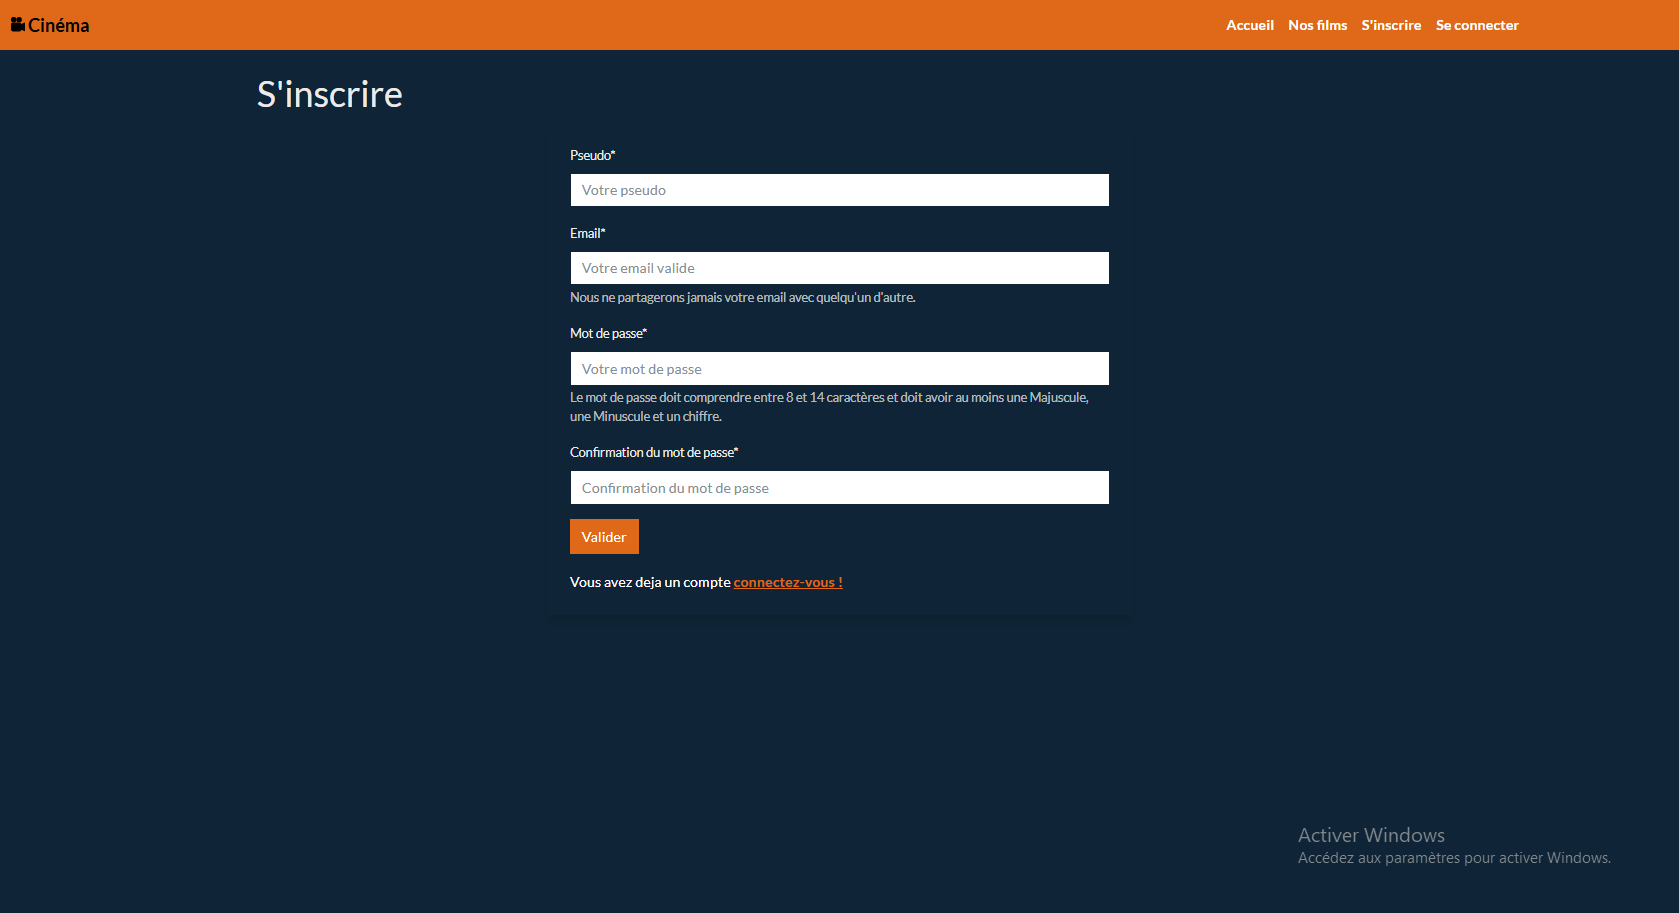 Cinéma
Accueil Nos films S'inscrire Se connecter
S'inscrire
Pseudo*
Votre pseudo
Email*
Votre email valide
Nous ne partagerons jamais votre email avec quelqu'un d'autre.
Mot de passe*
Votre mot de passe
Le mot de passe doit comprendre entre 8 et 14 caractères et doit avoir au moins une Majuscule,
une Minuscule et un chiffre.
Confirmation du mot de passe*
Confirmation du mot de passe
Valider
Vous avez deja un compte connectez-vous !
Activer Windows
Accédez aux paramètres pour activer Windows.